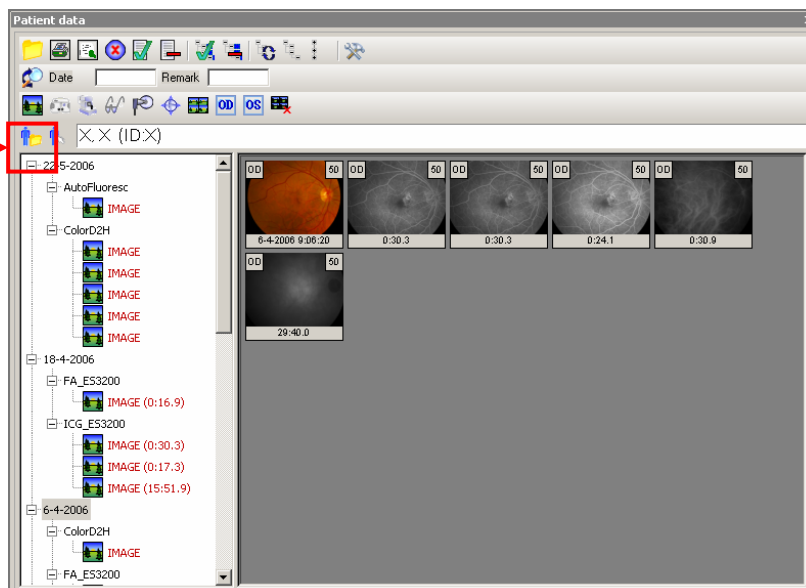 Patient data
Date Remark
OD OS
X, X (ID:X)
22-5-2006
AutoFluoresc
IMAGE
ColorD2H
IMAGE
IMAGE
IMAGE
IMAGE
IMAGE
18-4-2006
FA_ES3200
IMAGE (0:16.9)
ICG_ES3200
IMAGE (0:30.3)
IMAGE (0:17.3)
IMAGE (15:51.9)
6-4-2006
ColorD2H
IMAGE
FA_ES3200
OD 50 OD 50 OD 50 OD 50 OD 50
6-4-2006 9:06:20 0:30.3 0:30.3 0:24.1 0:30.9
OD 50
29:40.0